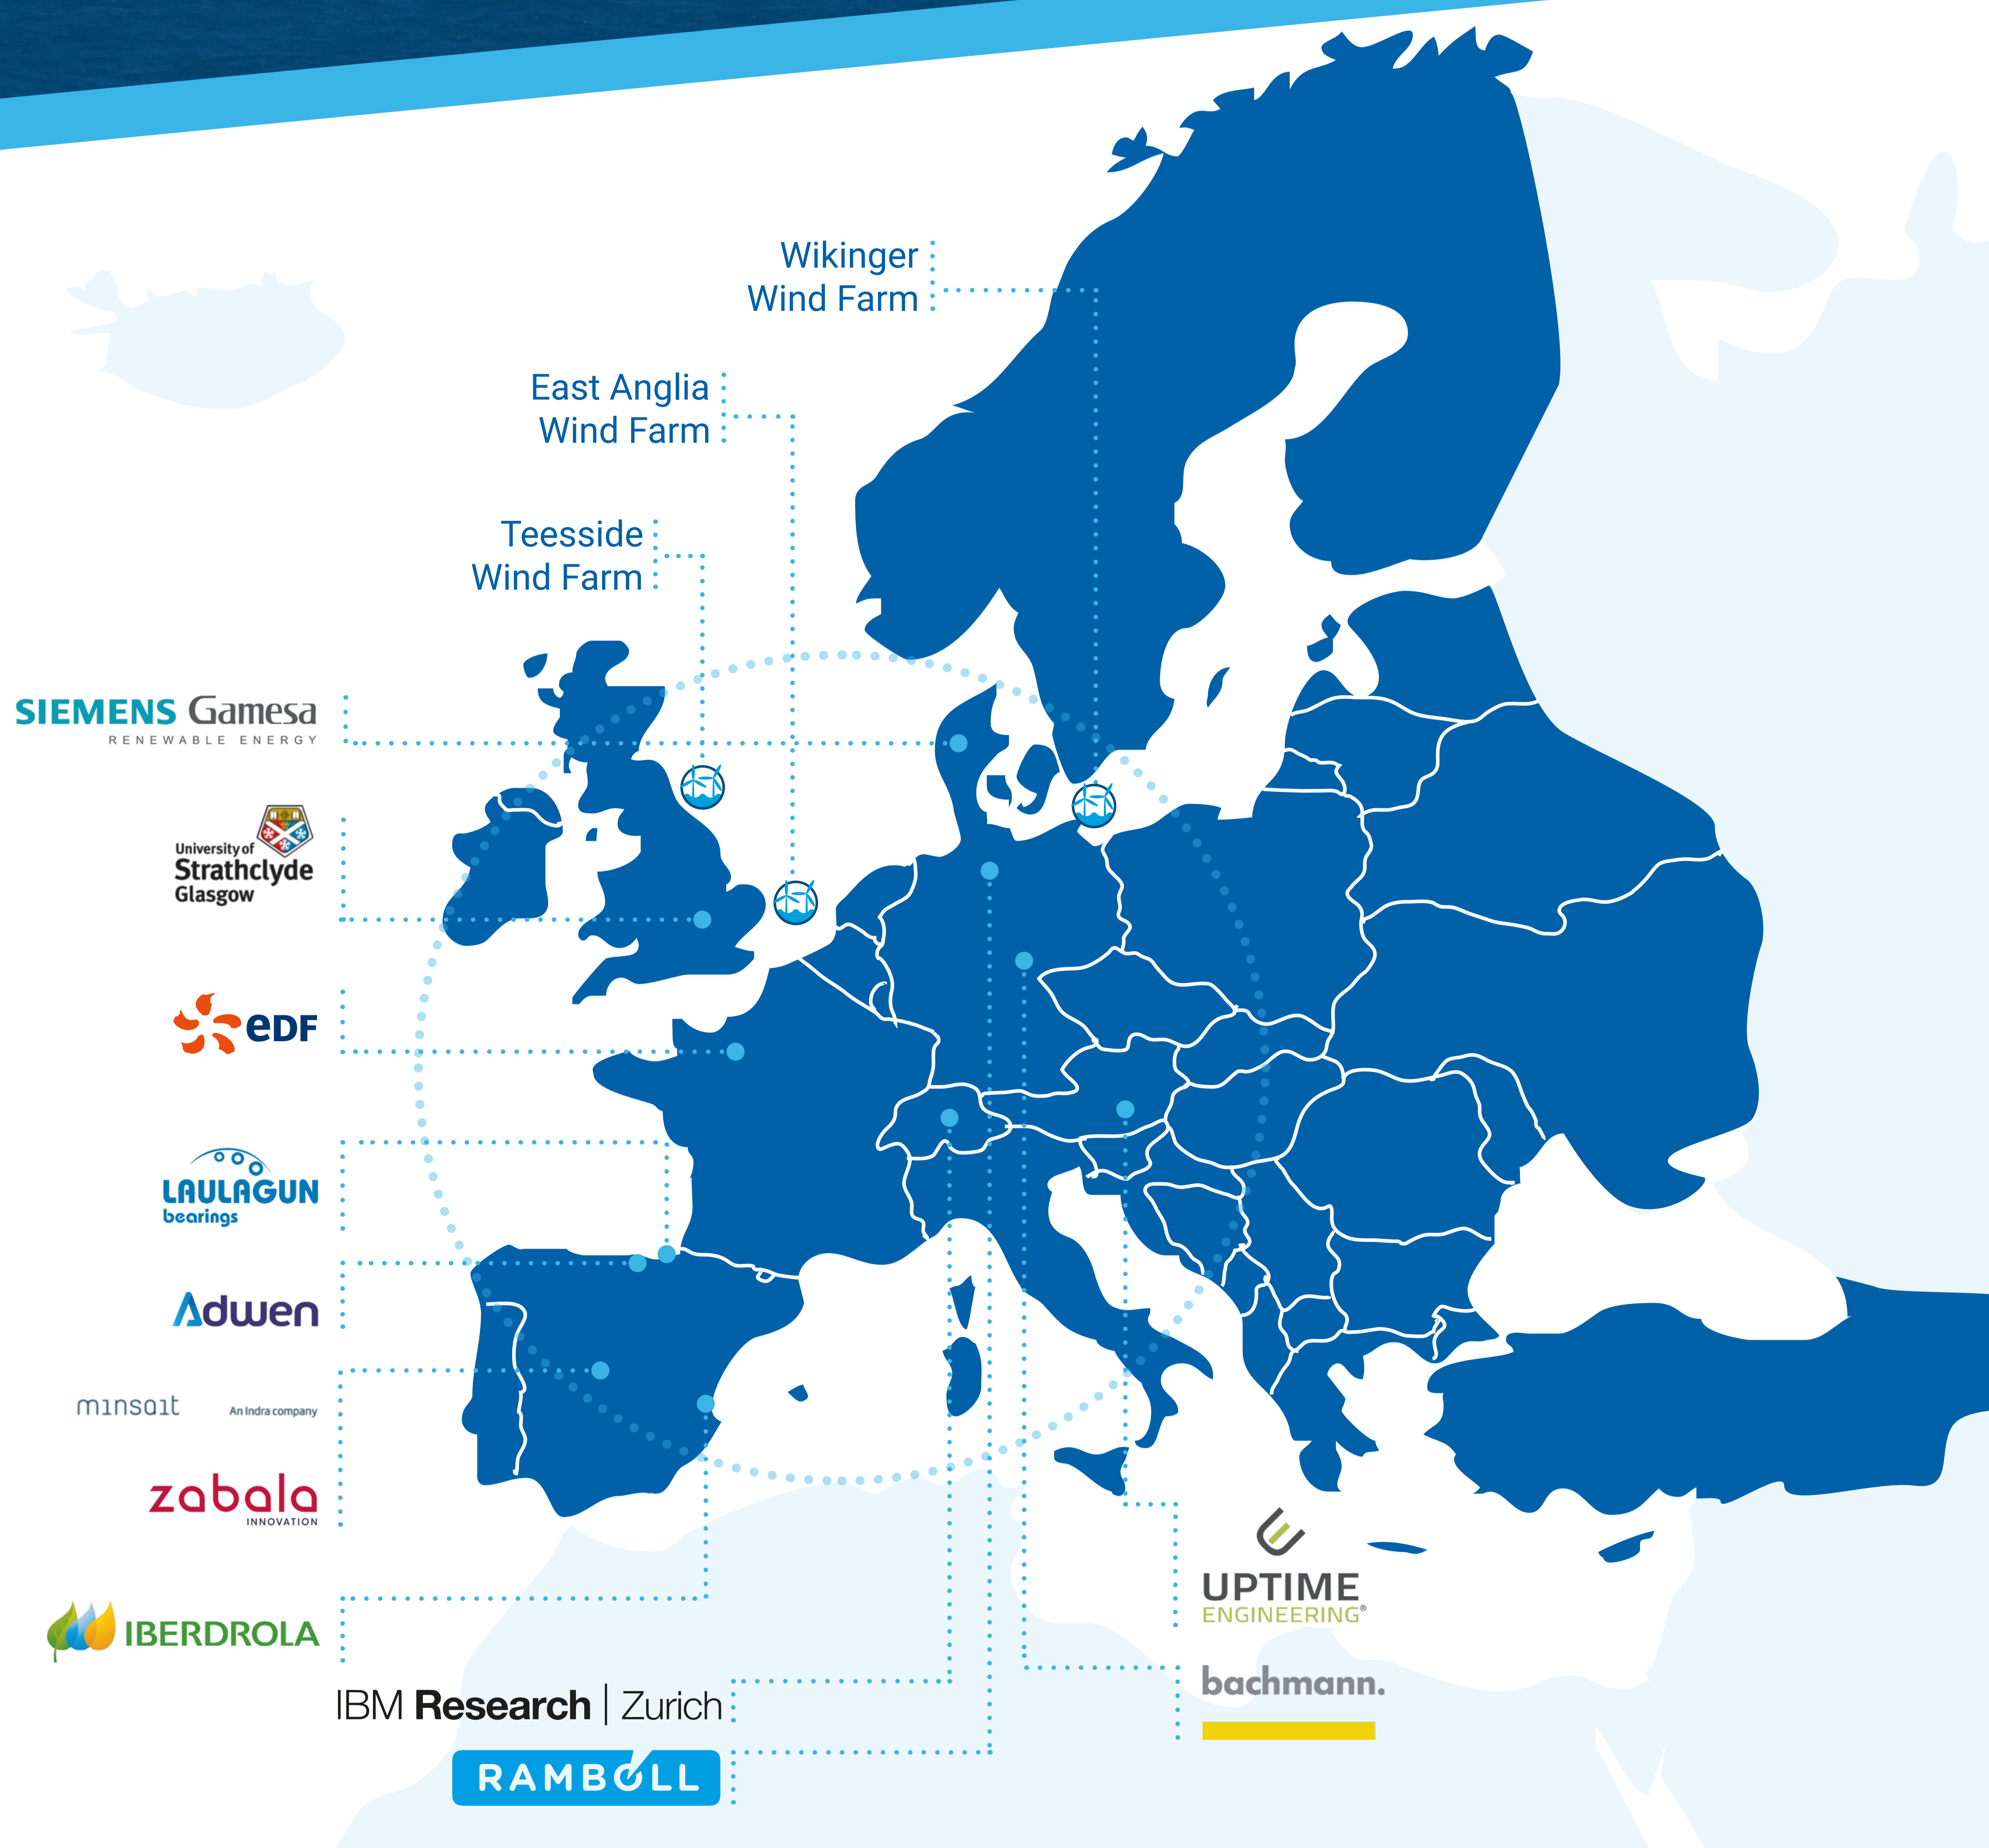 Wikinger
Wind Farm
East Anglia
Wind Farm
Teesside
Wind Farm
SIEMENS Gamesa
RENEWABLE ENERGY
University of
Strathclyde
Glasgow
eDF
LAULAGUN
bearings
Adwen
minsait An Indra company
zabala
INNOVATION
IBERDROLA
IBM Research | Zurich
RAMBOLL
UPTIME
ENGINEERING®
bachmann.